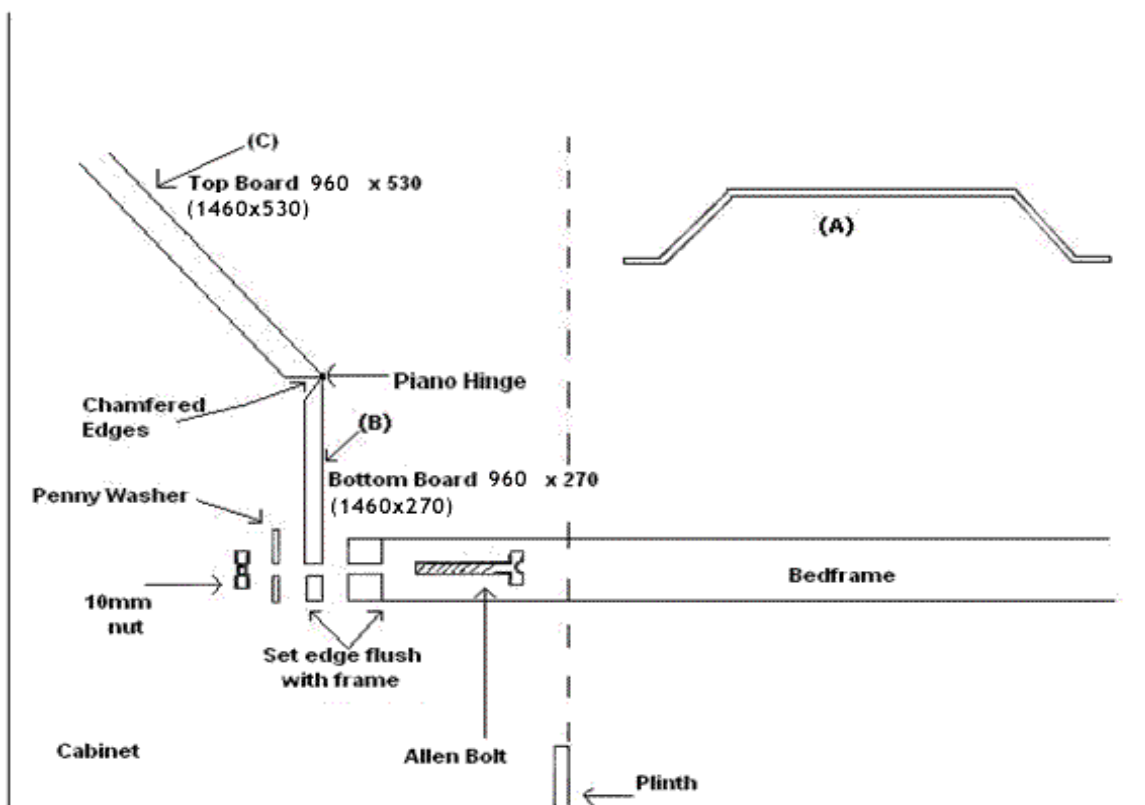 (C)
Top Board 960 x 530
(1460x530)
(A)
Piano Hinge
Chamfered
Edges
(B)
Bottom Board 960 x 270
(1460x270)
Penny Washer
Bedframe
10mm
nut
Set edge flush
with frame
Cabinet
Allen Bolt
Plinth